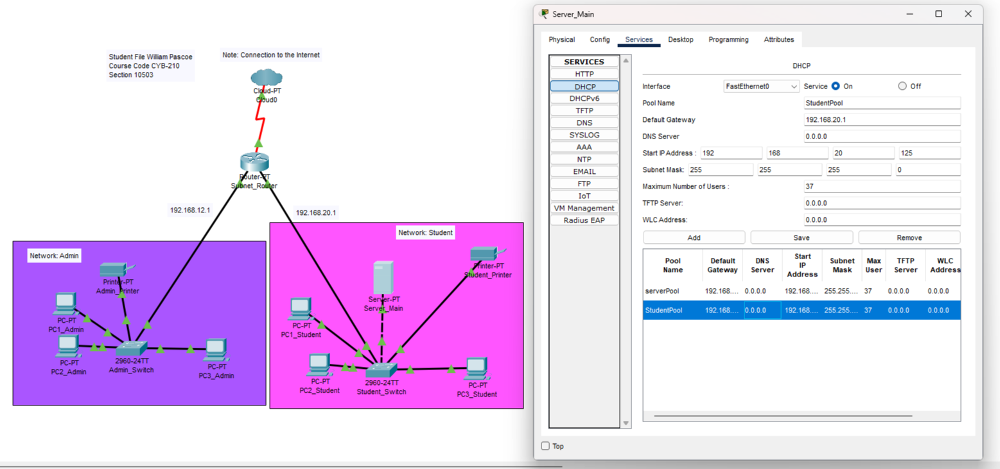 Student File William Pascoe
Course Code CYB-210
Section 10503
Note: Connection to the Internet
Cloud-PT
Cloud0
Router-PT
Subnet_Router
192.168.12.1
192.168.20.1
Network: Admin
Printer-PT
Admin_Printer
PC-PT
PC1_Admin
PC-PT
PC2_Admin
2960-24TT
Admin_Switch
PC-PT
PC3_Admin
Network: Student
Printer-PT
Student_Printer
Server-PT
Server_Main
PC-PT
PC1_Student
PC-PT
PC2_Student
2960-24TT
Student_Switch
PC-PT
PC3_Student
Server_Main
Physical Config Services Desktop Programming Attributes
SERVICES
HTTP
DHCP
DHCPv6
TFTP
DNS
SYSLOG
AAA
NTP
EMAIL
FTP
IoT
VM Management
Radius EAP
DHCP
Interface FastEthernet0 Service On Off
Pool Name StudentPool
Default Gateway 192.168.20.1
DNS Server 0.0.0.0
Start IP Address : 192 168 20 125
Subnet Mask: 255 255 255 0
Maximum Number of Users : 37
TFTP Server: 0.0.0.0
WLC Address: 0.0.0.0
Add Save Remove
Pool Name Default Gateway DNS Server Start IP Address Subnet Mask Max User TFTP Server WLC Address
serverPool 192.168.... 0.0.0.0 192.168.... 255.255.... 37 0.0.0.0 0.0.0.0
StudentPool 192.168.... 0.0.0.0 192.168.... 255.255.... 37 0.0.0.0 0.0.0.0
Top